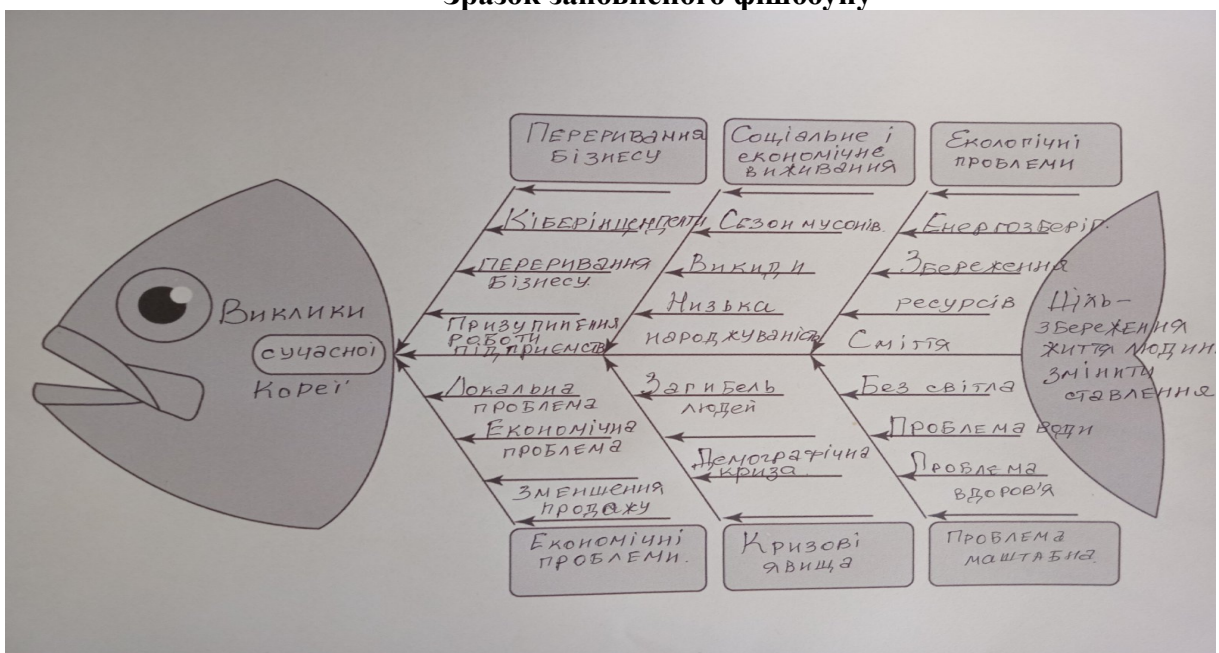 Зразок заповненого фішбоуну
Переривання
бізнесу
Соціальне і
економічне
виживання
Екологічні
проблеми
Кіберінценденти
переривання
бізнесу
Призупинення
роботи
підприємств
Сезон мусонів.
Викиди
Низька
народжуваність
Енергозберіг.
Збереження
ресурсів
Сміття
Виклики
сучасної
Кореї
Ціль-
збереження
життя людини
змінити
ставлення
Локальна
проблема
Економічна
проблема
Зменшення
продажу
Загибель
людей
Демографічна
криза.
Без світла
Проблема води
Проблема
вдоров'я
Економічні
проблеми.
Кризові
явища
Проблема
маштабна.